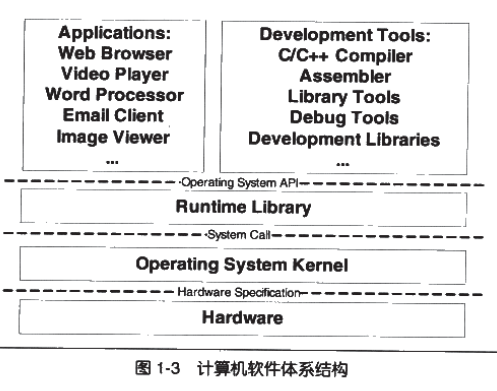 Applications:
Web Browser
Video Player
Word Processor
Email Client
Image Viewer
...
Development Tools:
C/C++ Compiler
Assembler
Library Tools
Debug Tools
Development Libraries
...
Operating System API
Runtime Library
System Call
Operating System Kernel
Hardware Specification
Hardware
图 1-3 计算机软件体系结构